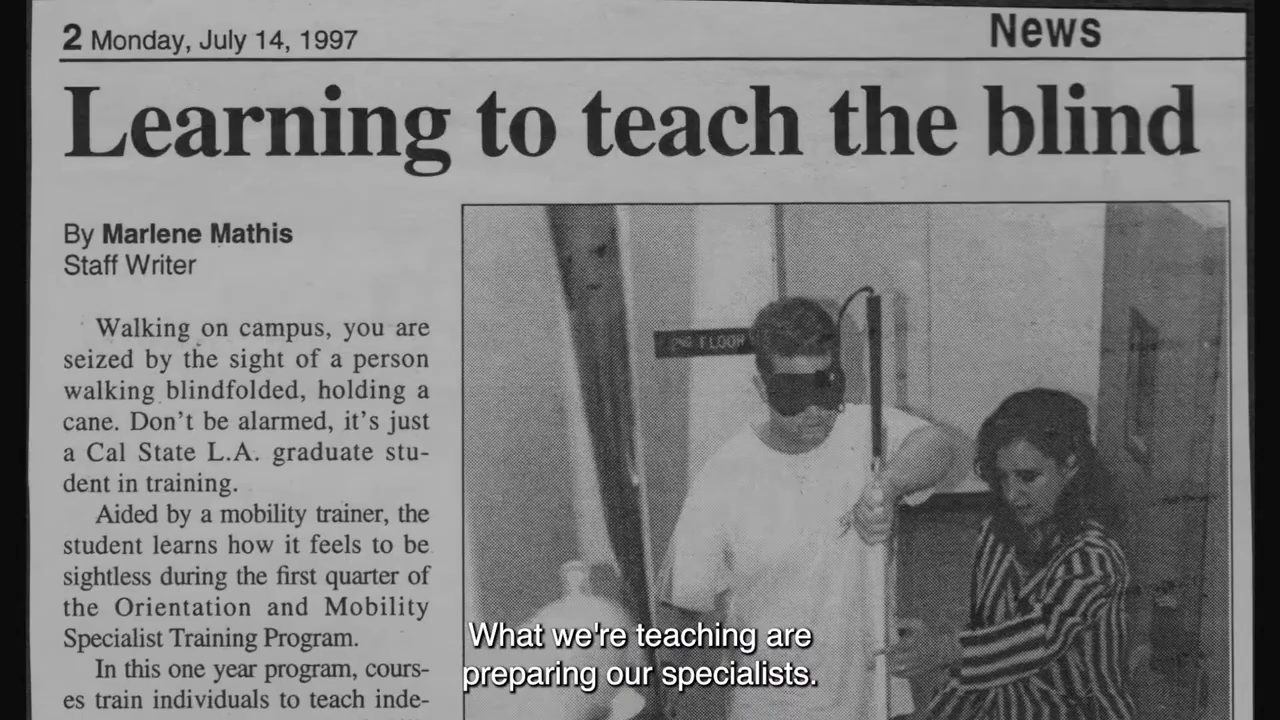 2 Monday, July 14, 1997
News
Learning to teach the blind
By Marlene Mathis
Staff Writer
Walking on campus, you are
seized by the sight of a person
walking blindfolded, holding a
cane. Don't be alarmed, it's just
a Cal State L.A. graduate stu-
dent in training.
Aided by a mobility trainer, the
student learns how it feels to be
sightless during the first quarter of
the Orientation and Mobility
Specialist Training Program.
In this one year program, cours-
es train individuals to teach inde-
2ND FLOOR
What we're teaching are
preparing our specialists.